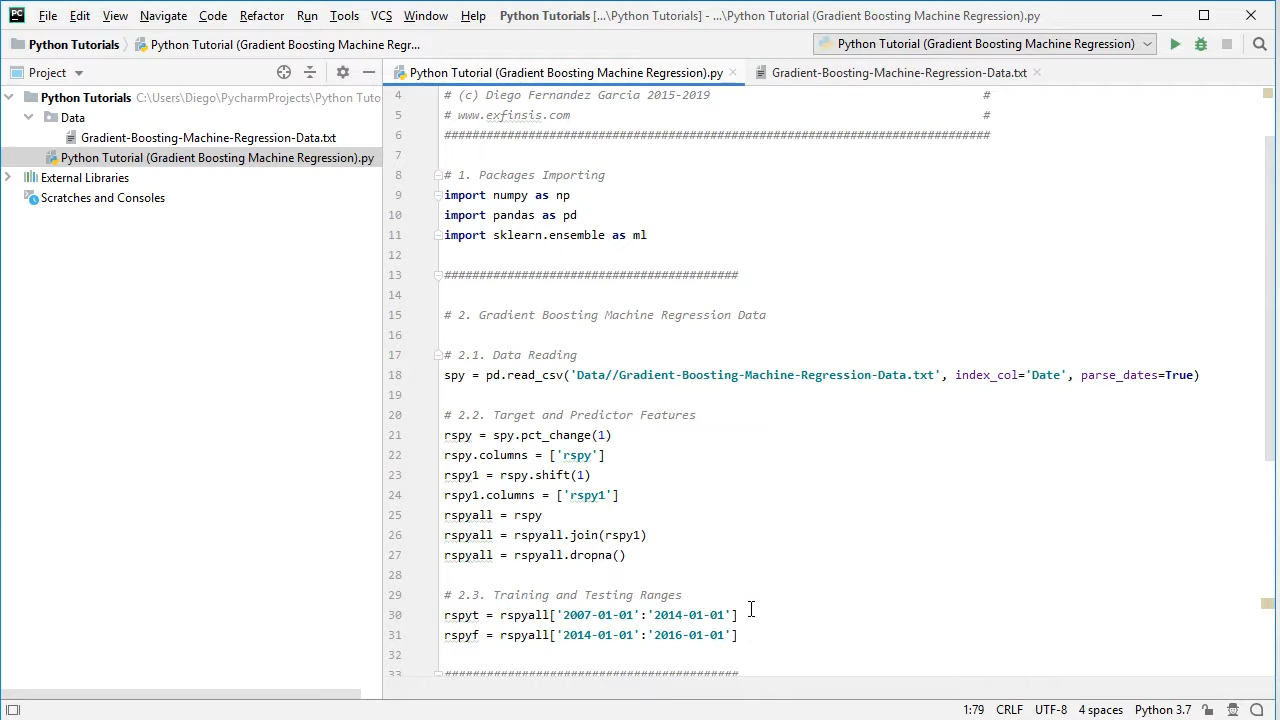 PC File Edit View Navigate Code Refactor Run Tools VCS Window Help Python Tutorials [...\Python Tutorials] - ...\Python Tutorial (Gradient Boosting Machine Regression).py
Python Tutorials Python Tutorial (Gradient Boosting Machine Regr... Python Tutorial (Gradient Boosting Machine Regression)
Project Python Tutorial (Gradient Boosting Machine Regression).py Gradient-Boosting-Machine-Regression-Data.txt
Python Tutorials C:\Users\Diego\PycharmProjects\Python Tuto
Data
Gradient-Boosting-Machine-Regression-Data.txt
Python Tutorial (Gradient Boosting Machine Regression).py
External Libraries
Scratches and Consoles
4 # (c) Diego Fernandez Garcia 2015-2019 #
5 # www.exfinsis.com #
6 ##############################################################################
7
8 # 1. Packages Importing
9 import numpy as np
10 import pandas as pd
11 import sklearn.ensemble as ml
12
13 ##########################################
14
15 # 2. Gradient Boosting Machine Regression Data
16
17 # 2.1. Data Reading
18 spy = pd.read_csv('Data//Gradient-Boosting-Machine-Regression-Data.txt', index_col='Date', parse_dates=True)
19
20 # 2.2. Target and Predictor Features
21 rspy = spy.pct_change(1)
22 rspy.columns = ['rspy']
23 rspy1 = rspy.shift(1)
24 rspy1.columns = ['rspy1']
25 rspyall = rspy
26 rspyall = rspyall.join(rspy1)
27 rspyall = rspyall.dropna()
28
29 # 2.3. Training and Testing Ranges
30 rspyt = rspyall['2007-01-01':'2014-01-01']
31 rspyf = rspyall['2014-01-01':'2016-01-01']
32
33 ##########################################
1:79 CRLF UTF-8 4 spaces Python 3.7